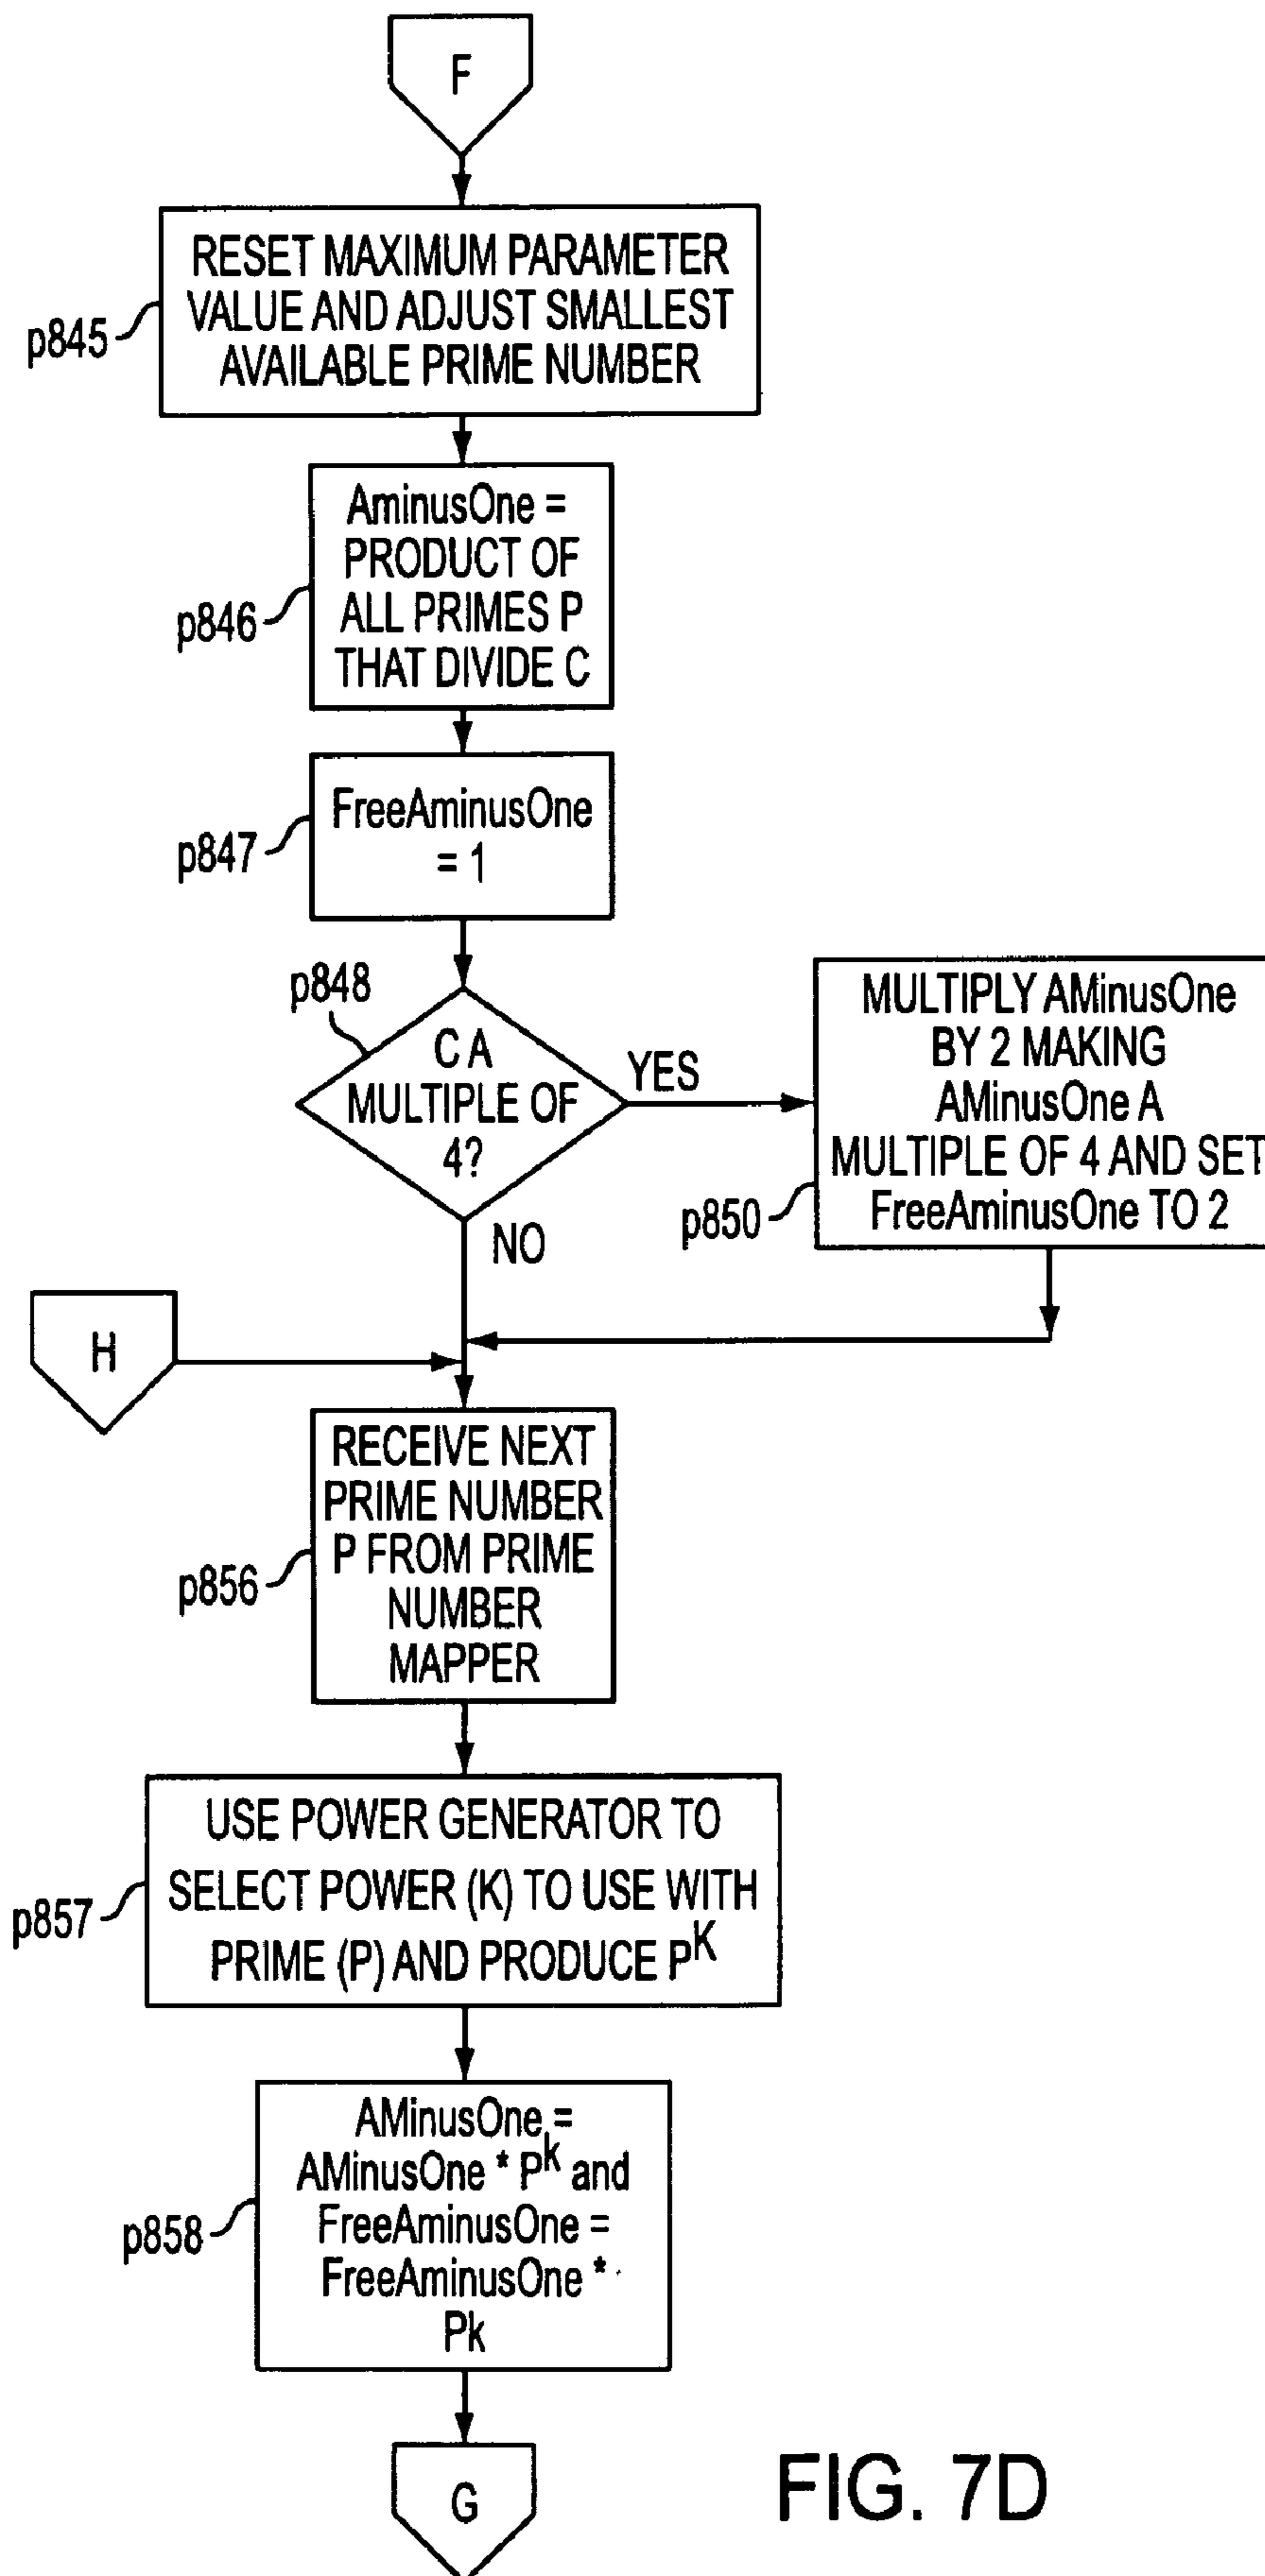 F
RESET MAXIMUM PARAMETER
VALUE AND ADJUST SMALLEST
AVAILABLE PRIME NUMBER
p845
AminusOne =
PRODUCT OF
ALL PRIMES P
THAT DIVIDE C
p846
FreeAminusOne
= 1
p847
p848
C A
MULTIPLE OF
4?
YES
NO
MULTIPLY AMinusOne
BY 2 MAKING
AMinusOne A
MULTIPLE OF 4 AND SET
FreeAminusOne TO 2
p850
H
RECEIVE NEXT
PRIME NUMBER
P FROM PRIME
NUMBER
MAPPER
p856
USE POWER GENERATOR TO
SELECT POWER (K) TO USE WITH
PRIME (P) AND PRODUCE P^K
p857
AMinusOne =
AMinusOne * P^k and
FreeAminusOne =
FreeAminusOne *
Pk
p858
G
FIG. 7D